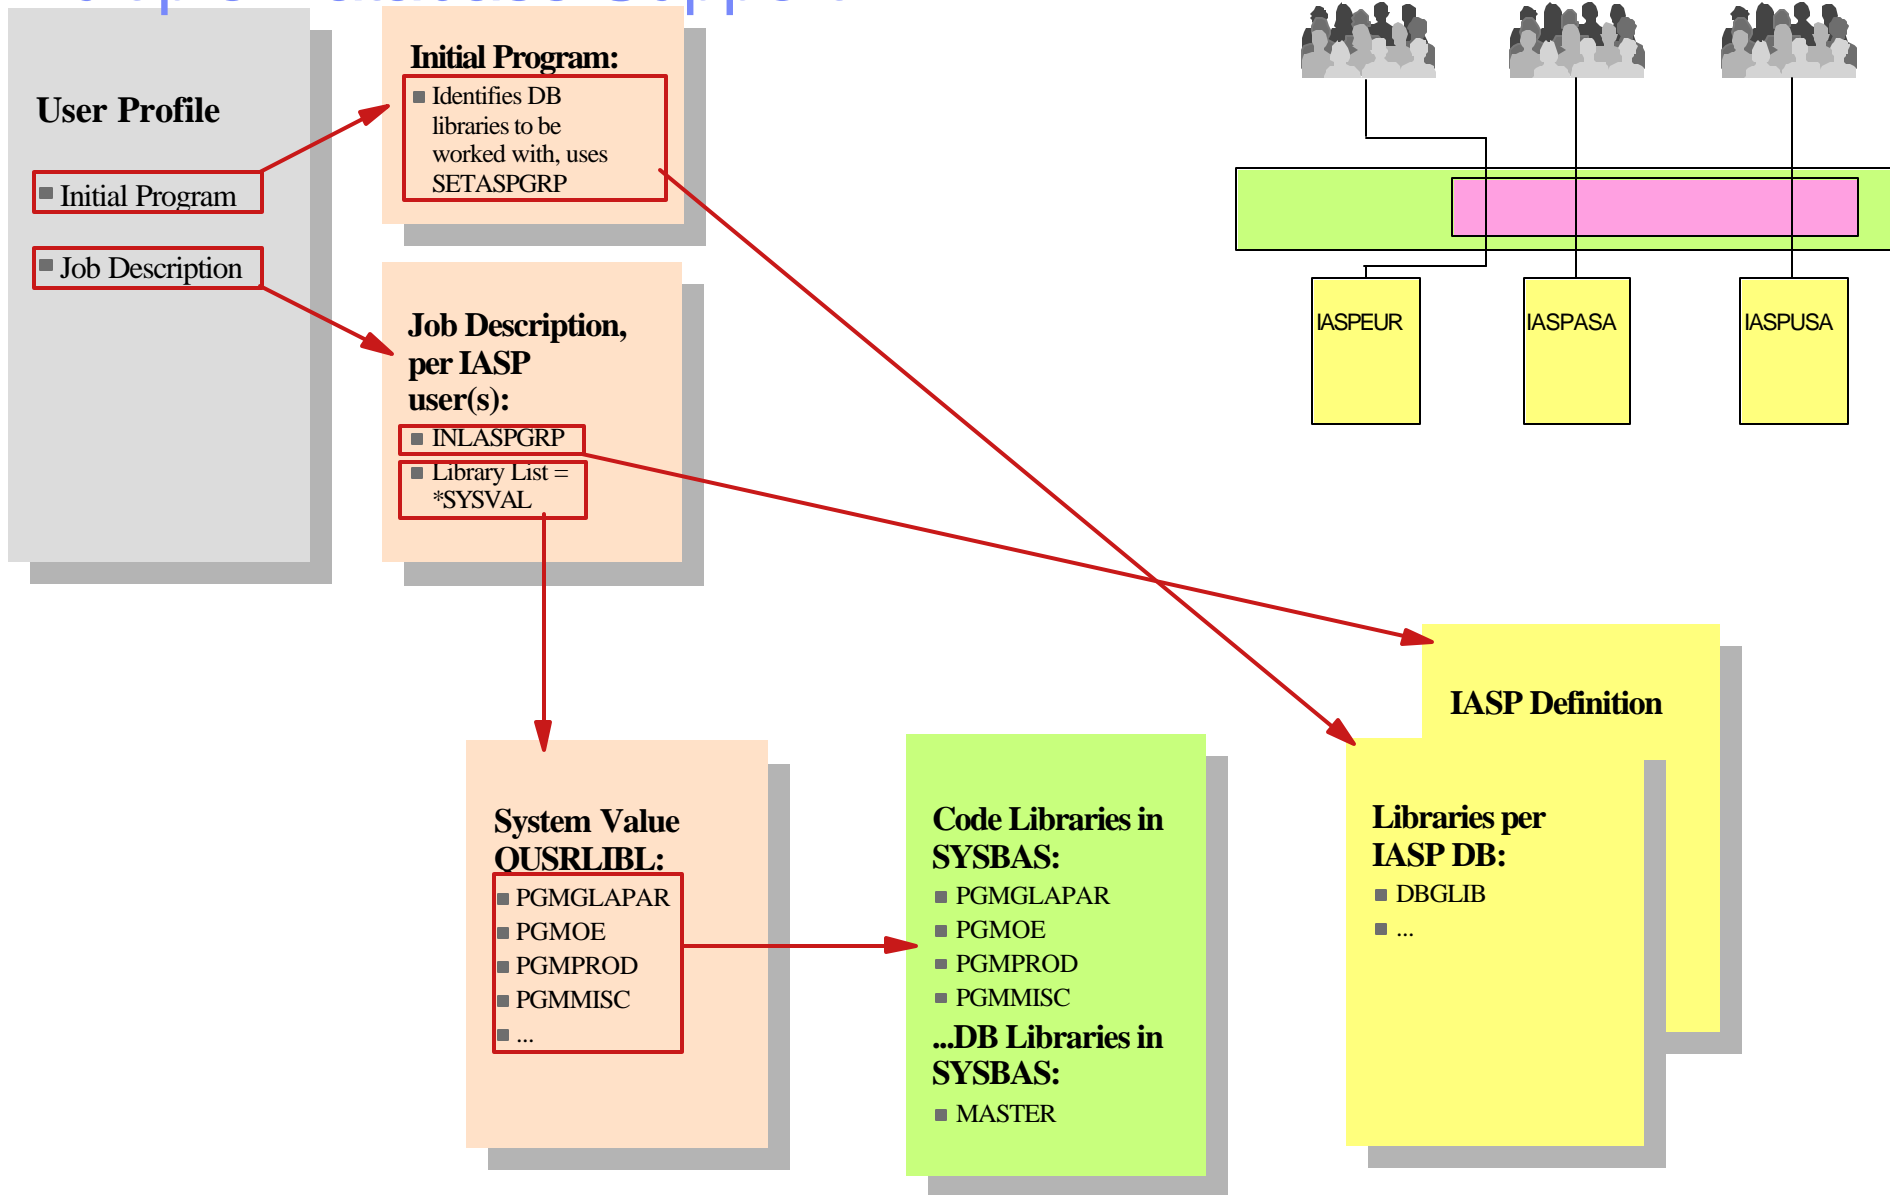 User Profile
Initial Program
Job Description
Initial Program:
Identifies DB
libraries to be
worked with, uses
SETASPGRP
Job Description,
per IASP
user(s):
INLASPGRP
Library List =
*SYSVAL
IASPEUR
IASPASA
IASPUSA
System Value
QUSRLIBL:
PGMGLAPAR
PGMOE
PGMPROD
PGMMISC
...
Code Libraries in
SYSBAS:
PGMGLAPAR
PGMOE
PGMPROD
PGMMISC
...DB Libraries in
SYSBAS:
MASTER
IASP Definition
Libraries per
IASP DB:
DBGLIB
...